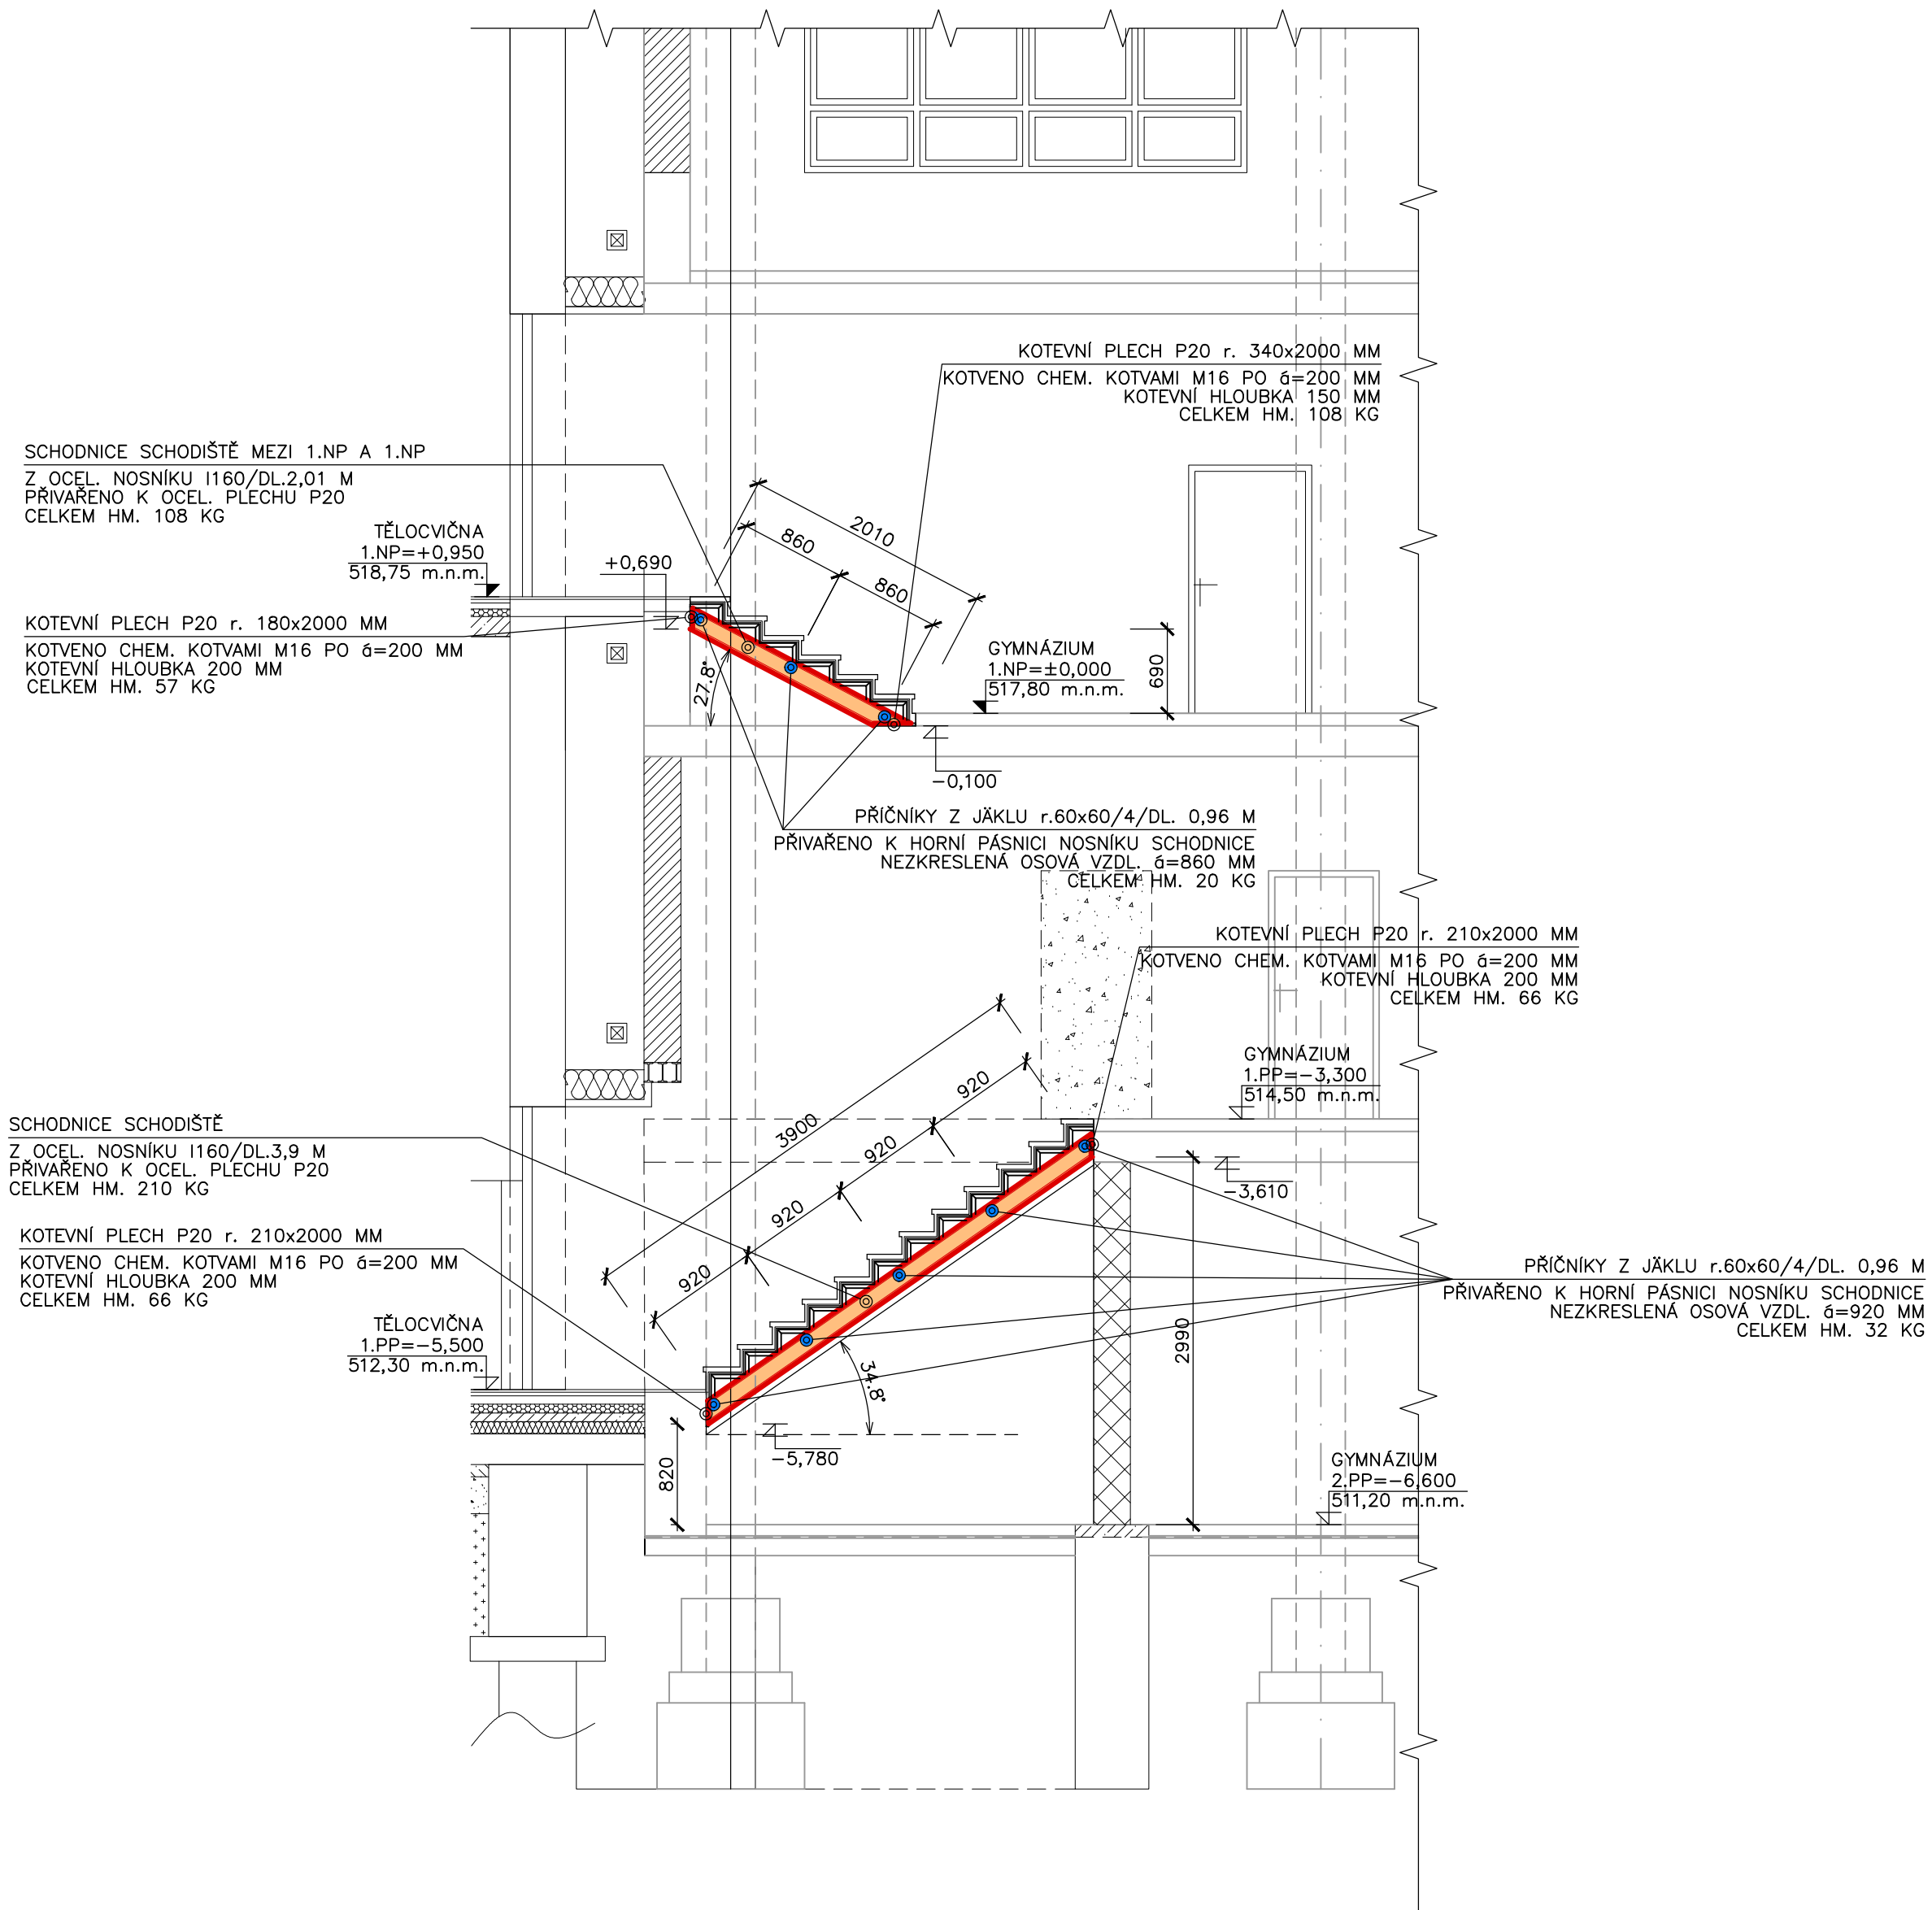 KOTEVNÍ PLECH P20 r. 340x2000 MM
KOTVENO CHEM. KOTVAMI M16 PO á=200 MM
KOTEVNÍ HLOUBKA 150 MM
CELKEM HM. 108 KG
SCHODNICE SCHODIŠTĚ MEZI 1.NP A 1.NP
Z OCEL. NOSNÍKU I160/DL.2,01 M
PŘIVAŘENO K OCEL. PLECHU P20
CELKEM HM. 108 KG
TĚLOCVIČNA
1.NP=+0,950
518,75 m.n.m.
+0,690
2010
860
860
KOTEVNÍ PLECH P20 r. 180x2000 MM
KOTVENO CHEM. KOTVAMI M16 PO á=200 MM
KOTEVNÍ HLOUBKA 200 MM
CELKEM HM. 57 KG
27.8°
GYMNÁZIUM
1.NP=±0,000
517,80 m.n.m.
690
−0,100
PŘÍČNÍKY Z JÄKLU r.60x60/4/DL. 0,96 M
PŘIVAŘENO K HORNÍ PÁSNICI NOSNÍKU SCHODNICE
NEZKRESLENÁ OSOVÁ VZDL. á=860 MM
CELKEM HM. 20 KG
KOTEVNÍ PLECH P20 r. 210x2000 MM
KOTVENO CHEM. KOTVAMI M16 PO á=200 MM
KOTEVNÍ HLOUBKA 200 MM
CELKEM HM. 66 KG
GYMNÁZIUM
1.PP=−3,300
514,50 m.n.m.
3900
920
920
920
920
SCHODNICE SCHODIŠTĚ
Z OCEL. NOSNÍKU I160/DL.3,9 M
PŘIVAŘENO K OCEL. PLECHU P20
CELKEM HM. 210 KG
−3,610
KOTEVNÍ PLECH P20 r. 210x2000 MM
KOTVENO CHEM. KOTVAMI M16 PO á=200 MM
KOTEVNÍ HLOUBKA 200 MM
CELKEM HM. 66 KG
PŘÍČNÍKY Z JÄKLU r.60x60/4/DL. 0,96 M
PŘIVAŘENO K HORNÍ PÁSNICI NOSNÍKU SCHODNICE
NEZKRESLENÁ OSOVÁ VZDL. á=920 MM
CELKEM HM. 32 KG
TĚLOCVIČNA
1.PP=−5,500
512,30 m.n.m.
34.8°
2990
820
−5,780
GYMNÁZIUM
2.PP=−6,600
511,20 m.n.m.